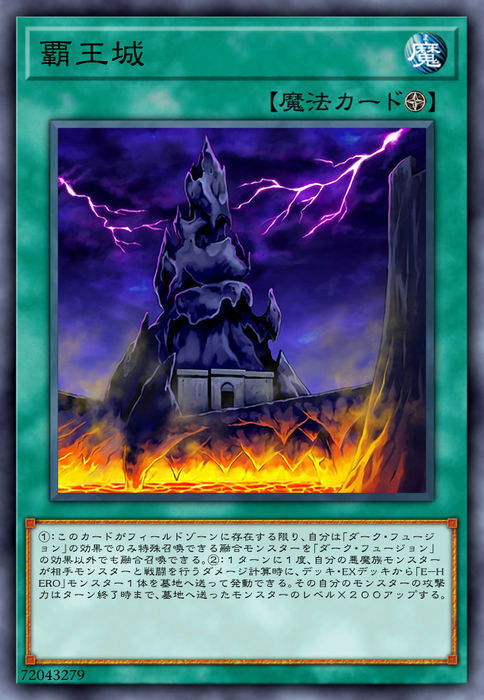 覇王城
魔
【魔法カード】
①:このカードがフィールドゾーンに存在する限り、自分は「ダーク・フュージ
ョン」の効果でのみ特殊召喚できる融合モンスターを「ダーク・フュージョン」
の効果以外でも融合召喚できる。②:1ターンに1度、自分の悪魔族モンスター
が相手モンスターと戦闘を行うダメージ計算時に、デッキ・EXデッキから「E-H
ERO」モンスター1体を墓地へ送って発動できる。その自分のモンスターの攻撃
力はターン終了時まで、墓地へ送ったモンスターのレベル×200アップする。
72043279